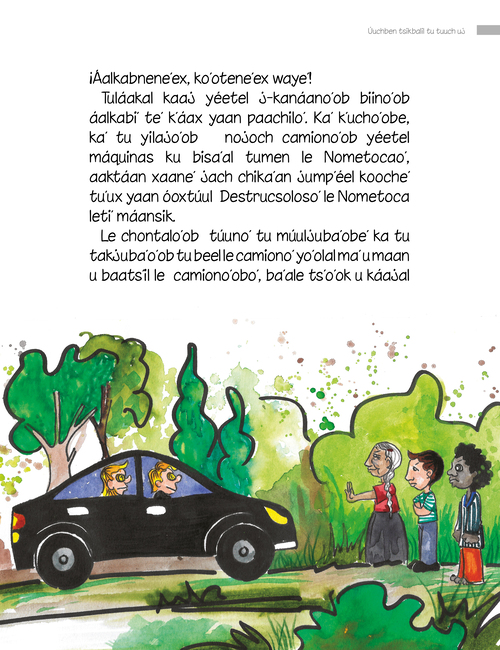 Úuchben tsikbalil tu tuuch uj
¡Áalkabnene'ex, ko'otene'ex waye'!
Tuláakal kaaj yéetel j-kanáano'ob biino'ob
áalkabi' te' k'áax yaan paachilo'. Ka' k'ucho'obe,
ka' tu yilajo'ob nojoch camiono'ob yéetel
máquinas ku bisa'al tumen le Nometocao',
aaktáan xaane' jach chika'an jump'éel kooche'
tu'ux yaan óoxtúul Destrucsoloso' le Nometoca
leti' máansik.
Le chontalo'ob túuno' tu múuljuba'obe' ka tu
takjuba'o'ob tu beel le camiono' yo'olal ma' u maan
u baatsil le camiono'obo', ba'ale ts'o'ok u káajal